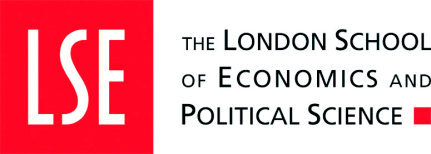 LSE
THE LONDON SCHOOL
OF ECONOMICS AND
POLITICAL SCIENCE